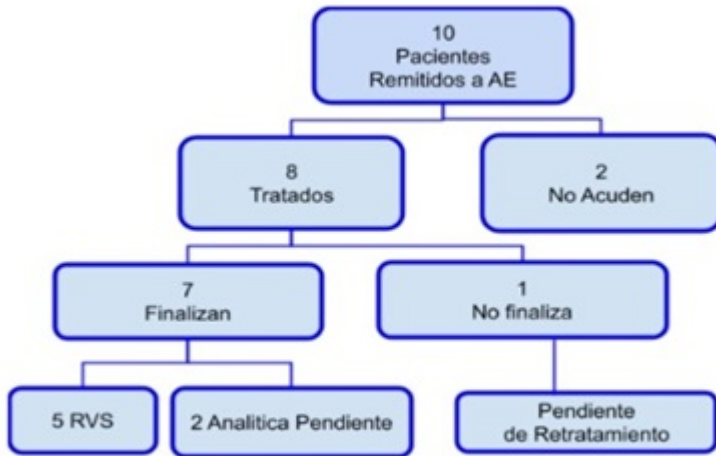 10
Pacientes
Remitidos a AE
8
Tratados
2
No Acuden
7
Finalizan
1
No finaliza
5 RVS
2 Analitica Pendiente
Pendiente
de Retratamiento